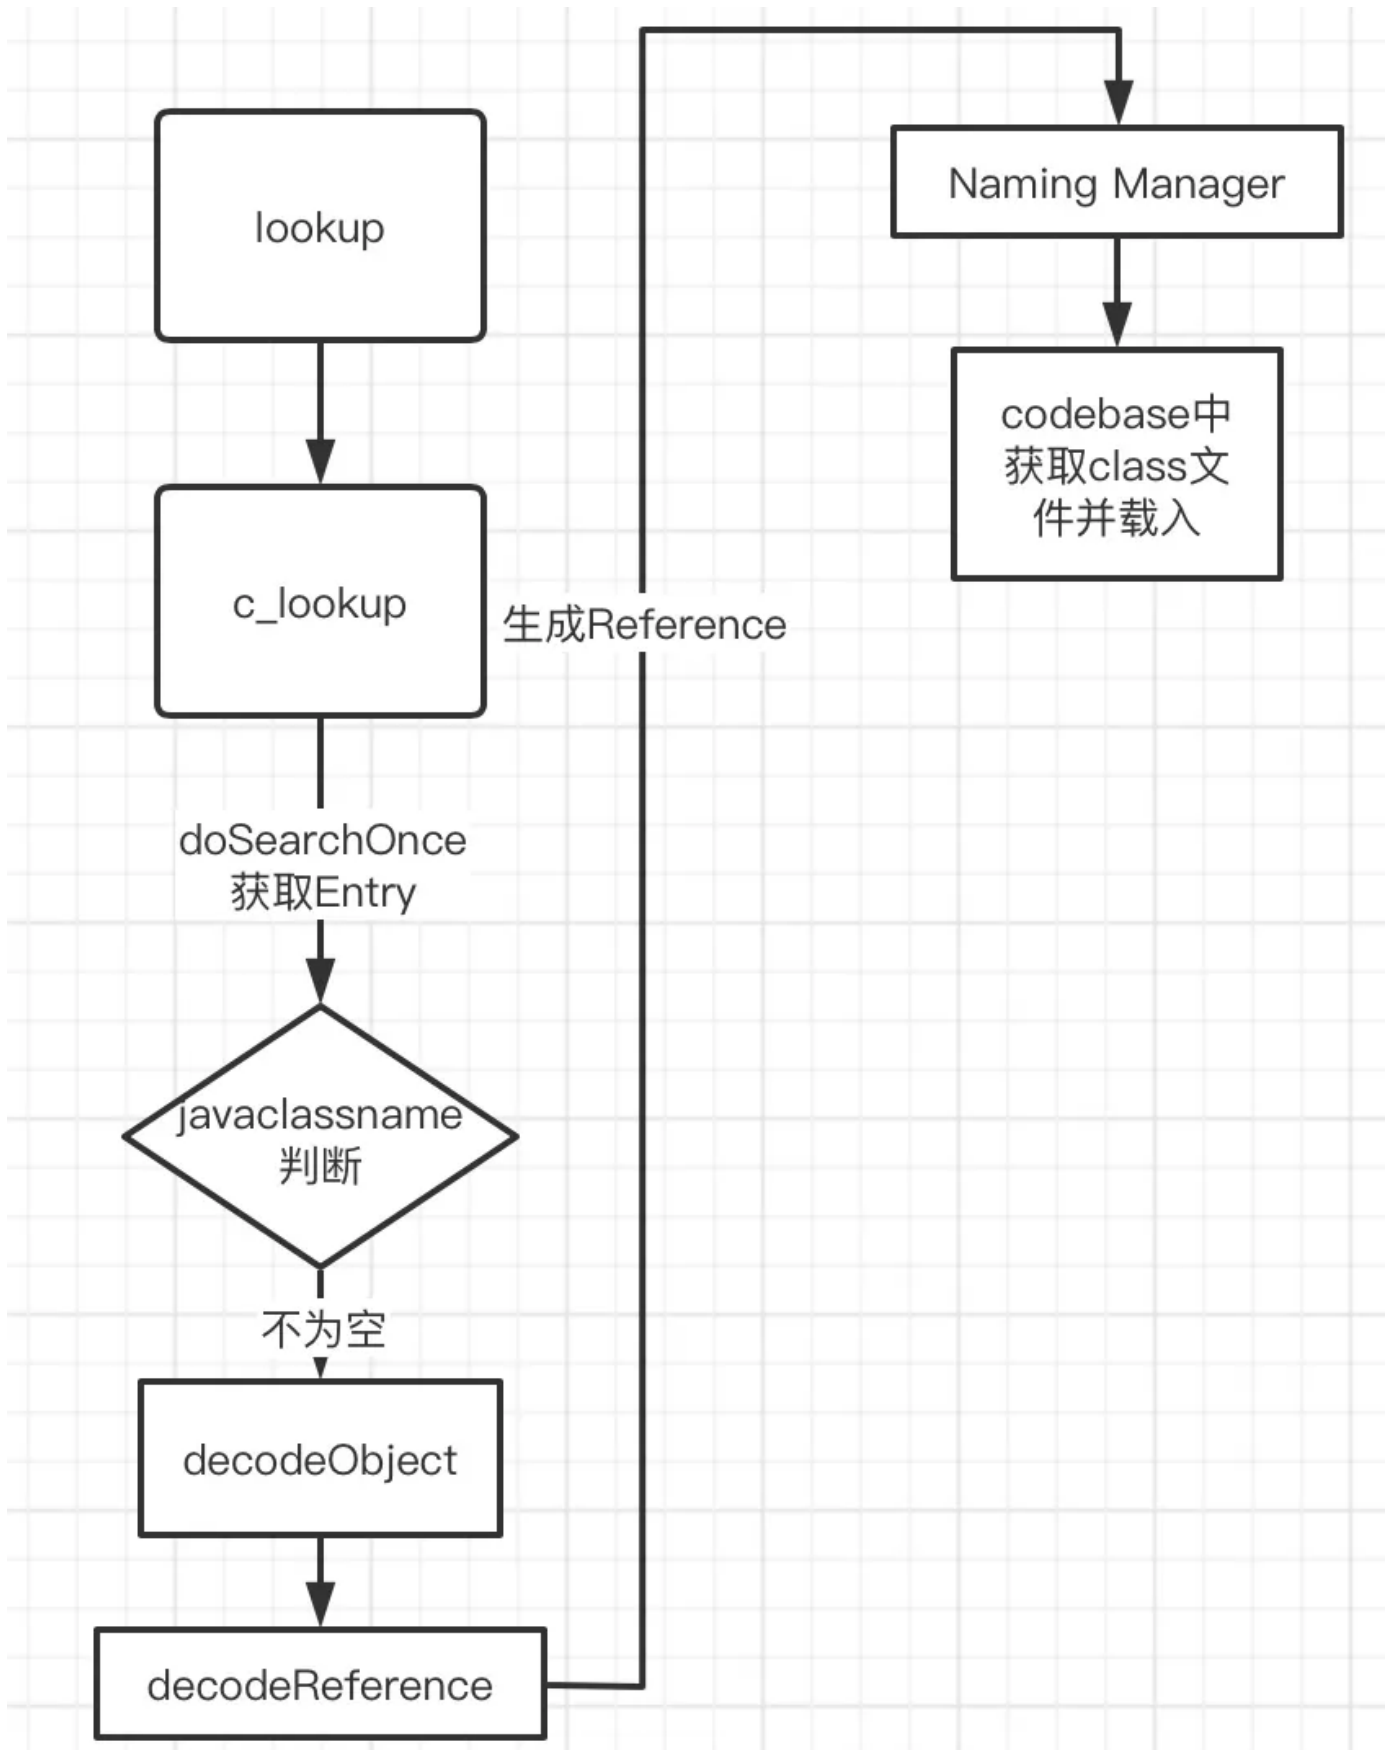 lookup
c_lookup
doSearchOnce
获取Entry
javaclassname
判断
不为空
decodeObject
decodeReference
生成Reference
Naming Manager
codebase中
获取class文
件并载入